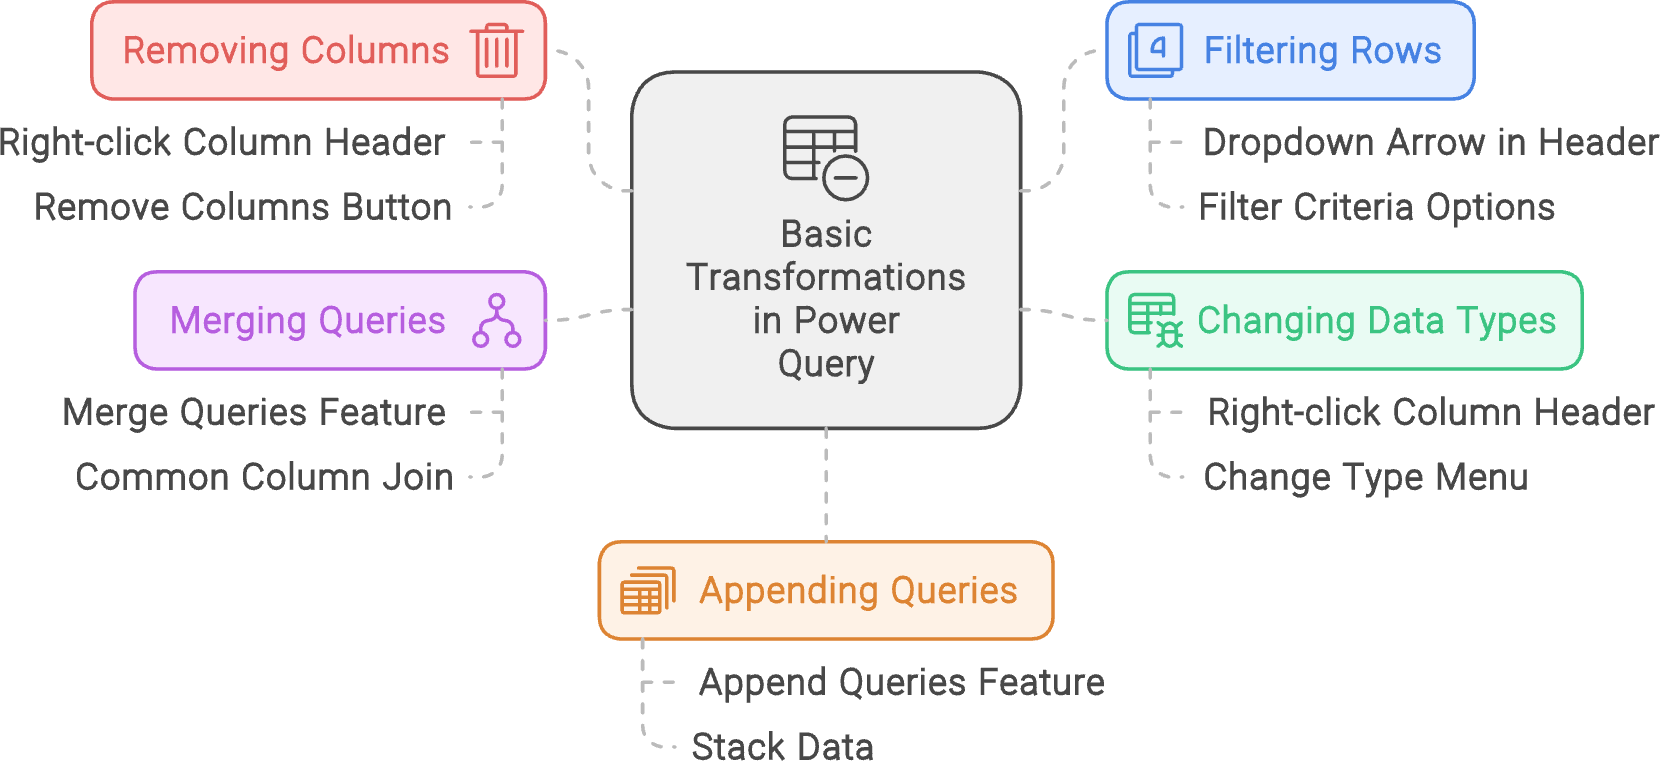 Removing Columns
Right-click Column Header
Remove Columns Button
Merging Queries
Merge Queries Feature
Common Column Join
Basic
Transformations
in Power
Query
Filtering Rows
Dropdown Arrow in Header
Filter Criteria Options
Changing Data Types
Right-click Column Header
Change Type Menu
Appending Queries
Append Queries Feature
Stack Data